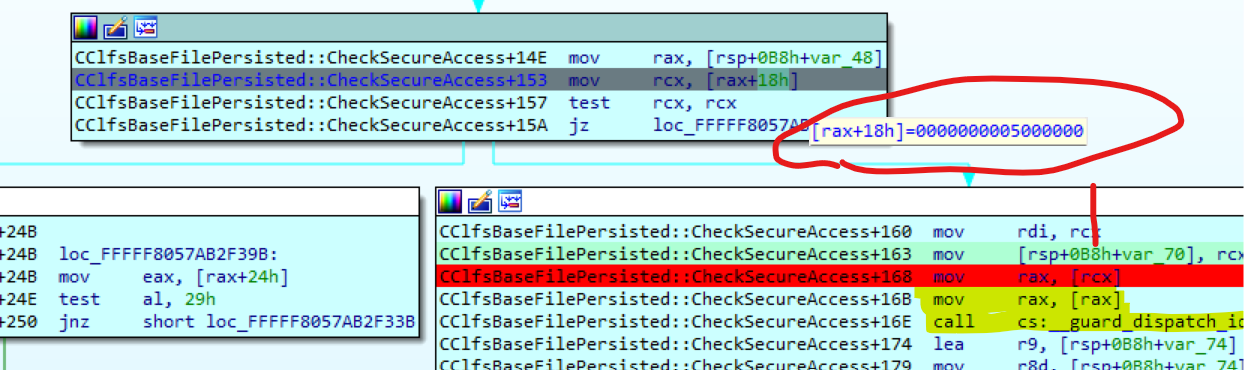 CClfsBaseFilePersisted::CheckSecureAccess+14E mov rax, [rsp+0B8h+var_48]
CClfsBaseFilePersisted::CheckSecureAccess+153 mov rcx, [rax+18h]
CClfsBaseFilePersisted::CheckSecureAccess+157 test rcx, rcx
CClfsBaseFilePersisted::CheckSecureAccess+15A jz loc_FFFFF8057AB
[rax+18h]=0000000005000000
+24B
+24B loc_FFFFF8057AB2F39B:
+24B mov eax, [rax+24h]
+24E test al, 29h
+250 jnz short loc_FFFFF8057AB2F33B
CClfsBaseFilePersisted::CheckSecureAccess+160 mov rdi, rcx
CClfsBaseFilePersisted::CheckSecureAccess+163 mov [rsp+0B8h+var_70], rcx
CClfsBaseFilePersisted::CheckSecureAccess+168 mov rax, [rcx]
CClfsBaseFilePersisted::CheckSecureAccess+16B mov rax, [rax]
CClfsBaseFilePersisted::CheckSecureAccess+16E call cs:__guard_dispatch_ic
CClfsBaseFilePersisted::CheckSecureAccess+174 lea r9, [rsp+0B8h+var_74]
CClfsBaseFilePersisted::CheckSecureAccess+179 mov r8d, [rsp+0B8h+var_74]